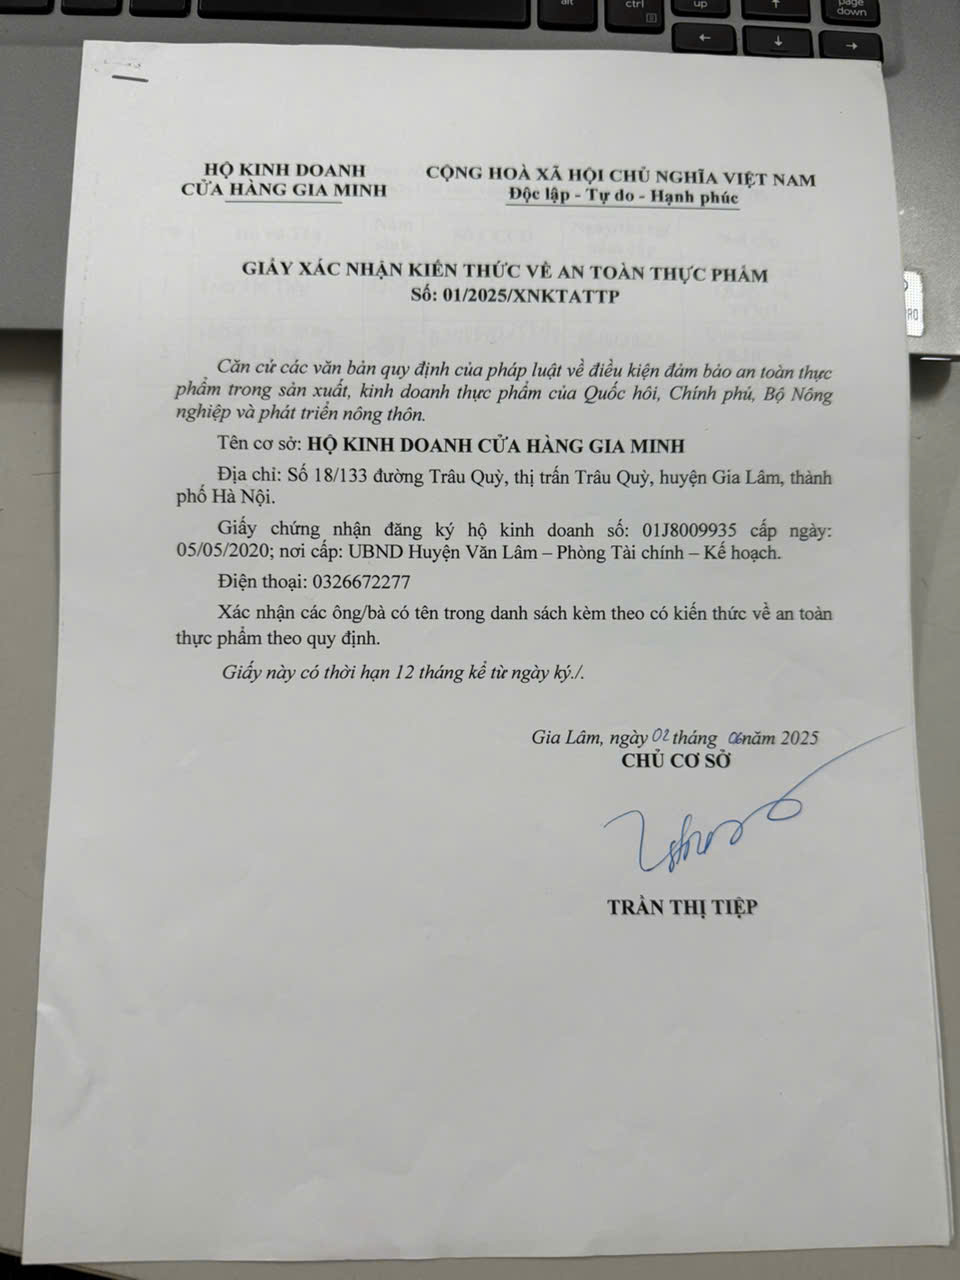 alt
ctrl
up
page
down
HỘ KINH DOANH
CỬA HÀNG GIA MINH
CỘNG HOÀ XÃ HỘI CHỦ NGHĨA VIỆT NAM
Độc lập - Tự do - Hạnh phúc
GIẤY XÁC NHẬN KIẾN THỨC VỀ AN TOÀN THỰC PHẨM
Số: 01/2025/XNKTATTP
Căn cứ các văn bản quy định của pháp luật về điều kiện đảm bảo an toàn thực
phẩm trong sản xuất, kinh doanh thực phẩm của Quốc hôi, Chính phủ, Bộ Nông
nghiệp và phát triển nông thôn.
Tên cơ sở: HỘ KINH DOANH CỬA HÀNG GIA MINH
Địa chỉ: Số 18/133 đường Trâu Quỳ, thị trấn Trâu Quỳ, huyện Gia Lâm, thành
phố Hà Nội.
Giấy chứng nhận đăng ký hộ kinh doanh số: 01J8009935 cấp ngày:
05/05/2020; nơi cấp: UBND Huyện Văn Lâm – Phòng Tài chính – Kế hoạch.
Điện thoại: 0326672277
Xác nhận các ông/bà có tên trong danh sách kèm theo có kiến thức về an toàn
thực phẩm theo quy định.
Giấy này có thời hạn 12 tháng kể từ ngày ký./.
Gia Lâm, ngày 02 tháng 06 năm 2025
CHỦ CƠ SỞ
TRẦN THỊ TIỆP